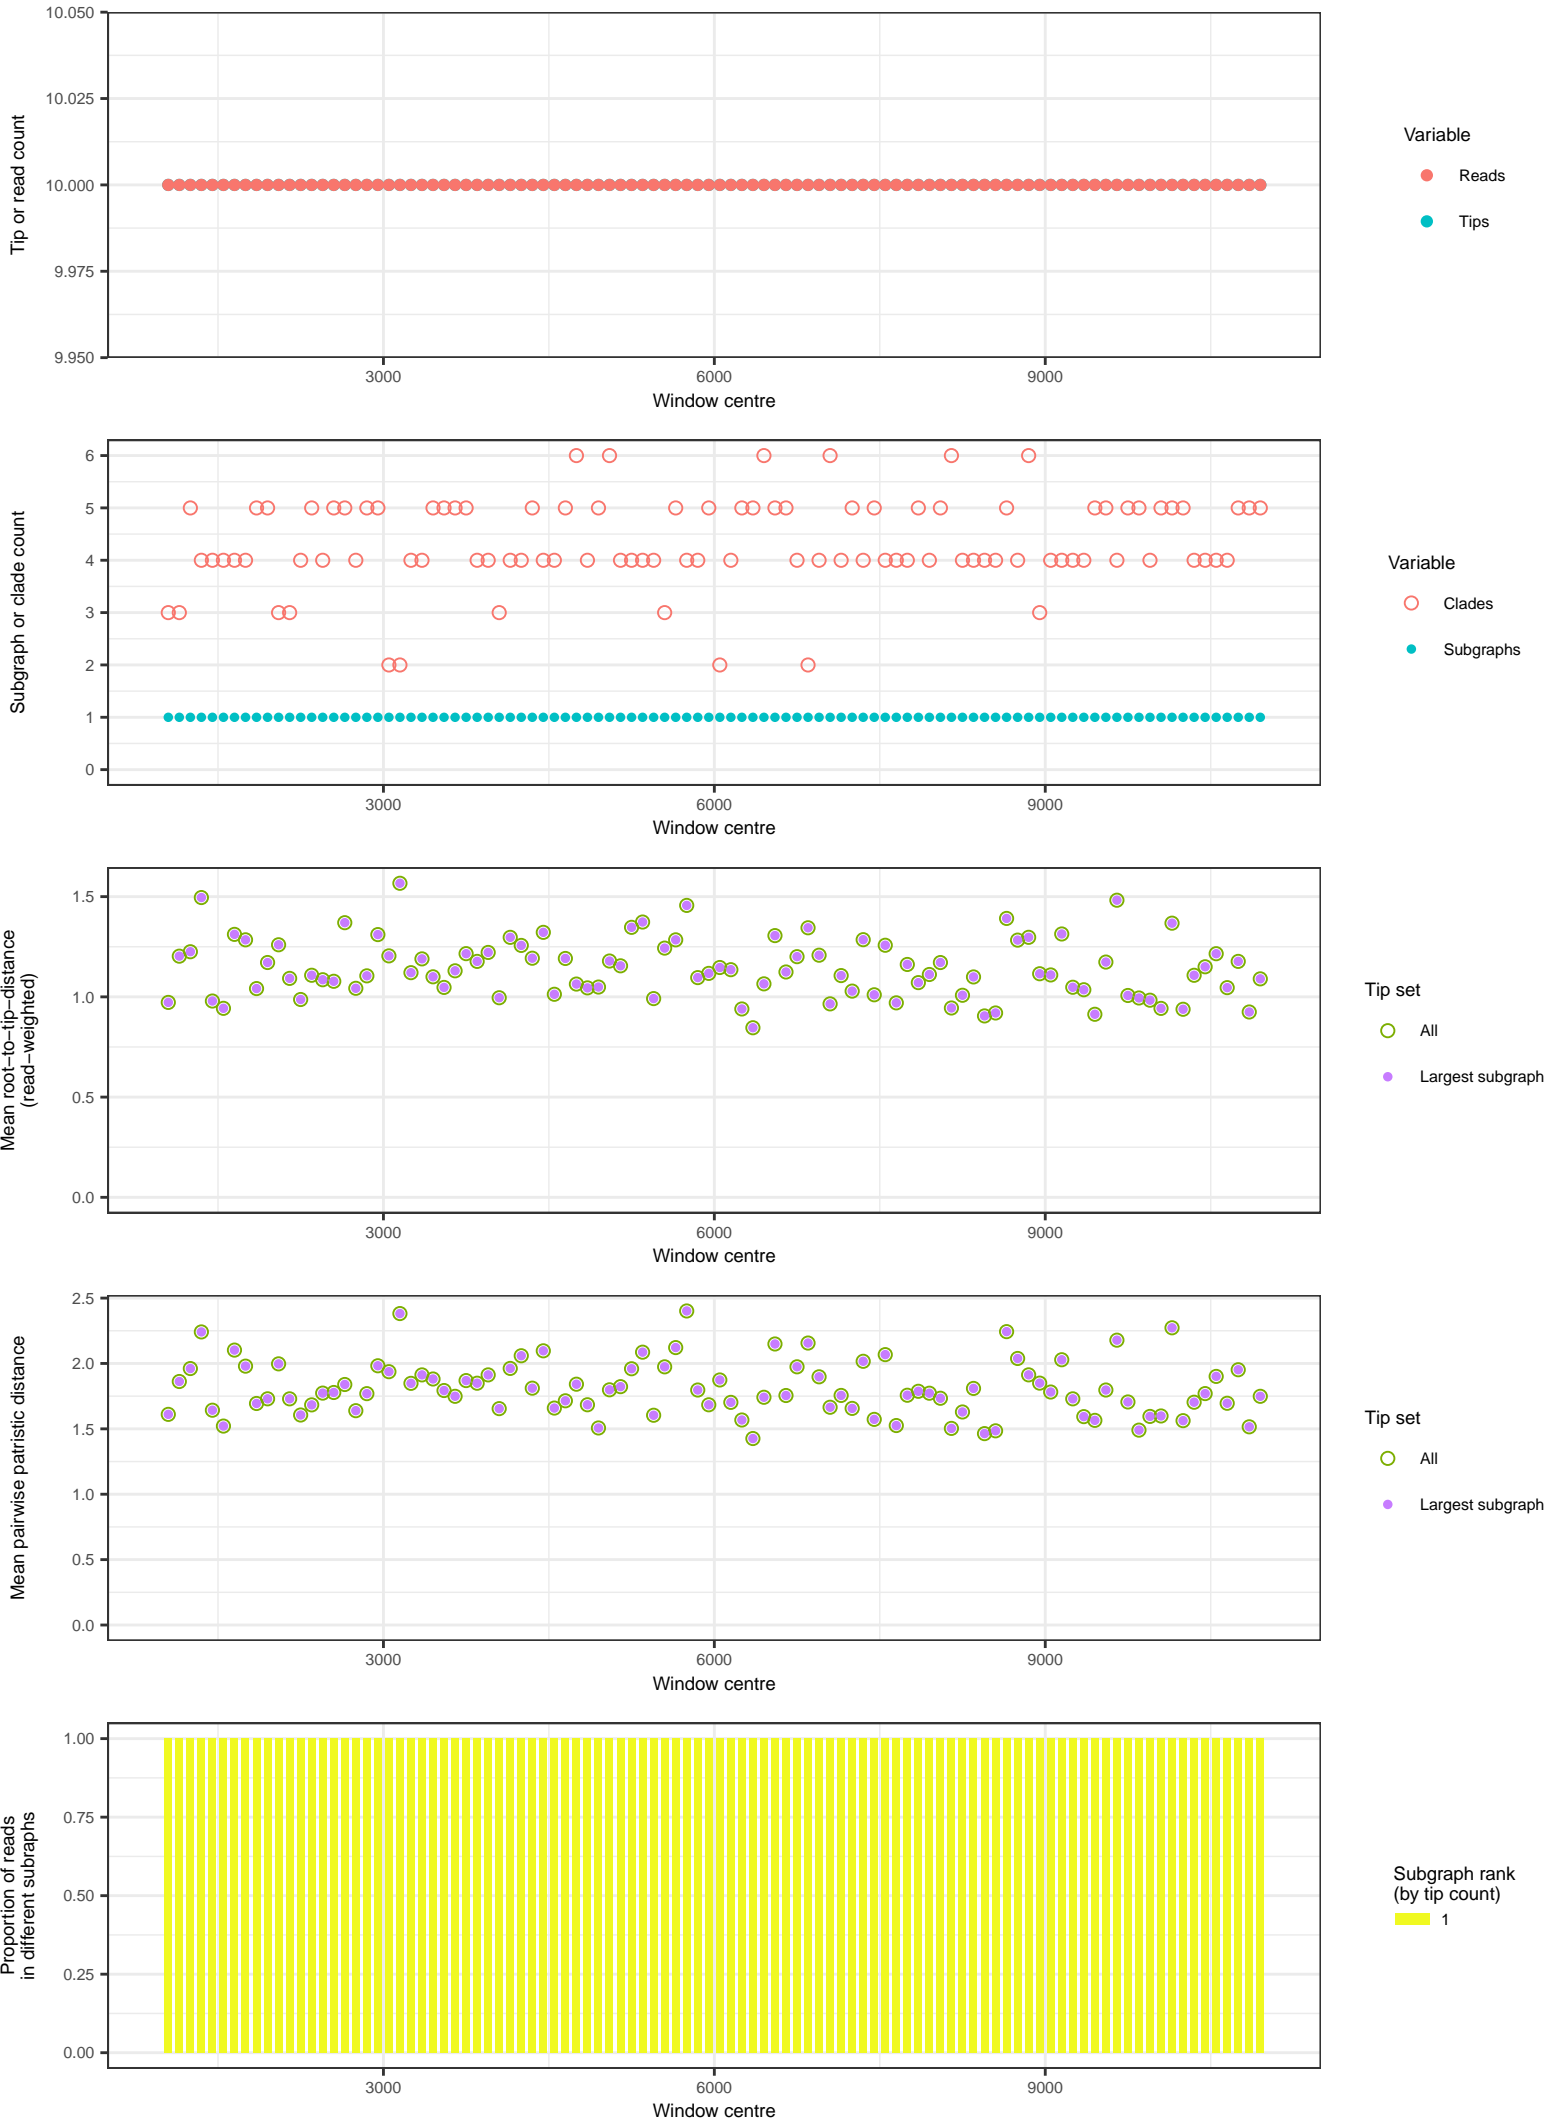 10.050
10.025
10.000
9.975
9.950
Tip or read count
3000 6000 9000
Window centre
Variable
Reads
Tips
6
5
4
3
2
1
0
Subgraph or clade count
3000 6000 9000
Window centre
Variable
Clades
Subgraphs
1.5
1.0
0.5
0.0
Mean root−to−tip−distance
(read−weighted)
3000 6000 9000
Window centre
Tip set
All
Largest subgraph
2.5
2.0
1.5
1.0
0.5
0.0
Mean pairwise patristic distance
3000 6000 9000
Window centre
Tip set
All
Largest subgraph
1.00
0.75
0.50
0.25
0.00
Proportion of reads
in different subraphs
3000 6000 9000
Window centre
Subgraph rank
(by tip count)
1